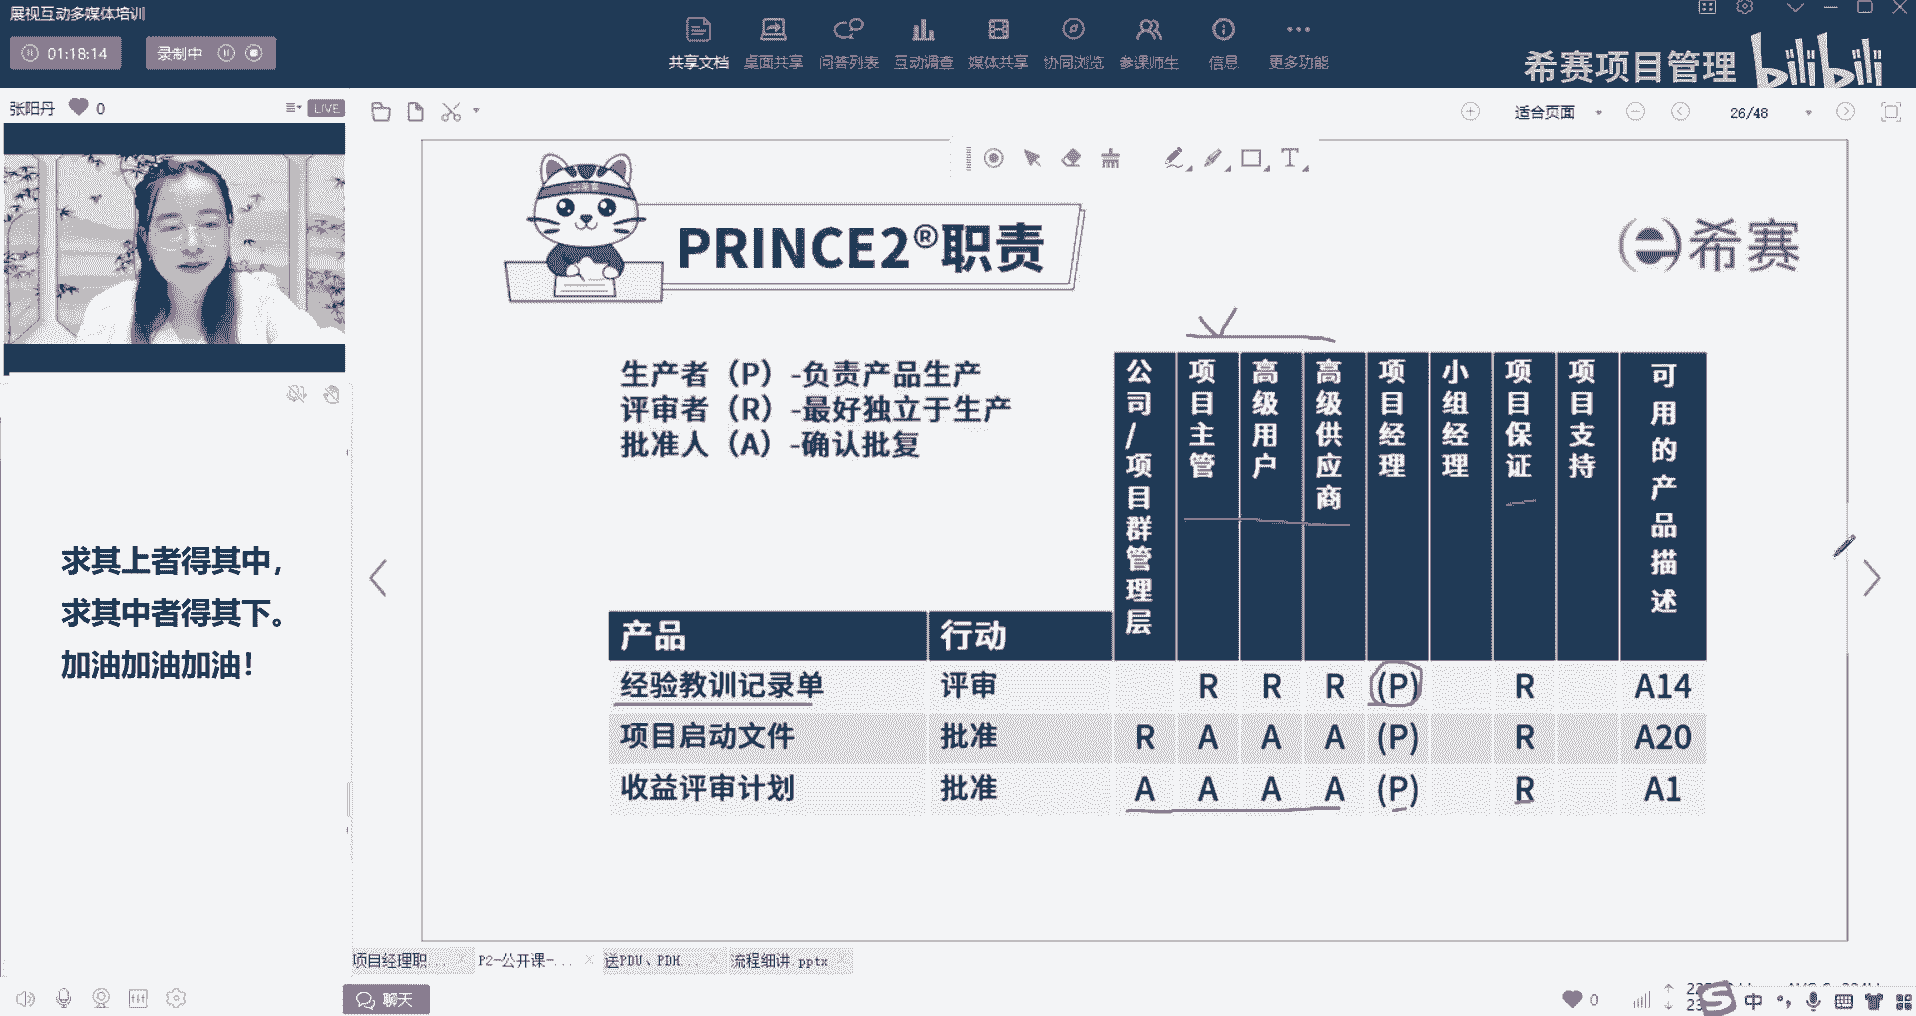 展视互动多媒体培训
01:18:14
录制中
共享文档
桌面共享
问答列表
互动调查
媒体共享
协同浏览
参课师生
信息
更多功能
希赛项目管理
bilibili
张阳丹
0
LIVE
适合页面
26/48
PRINCE2®职责
希赛
生产者（P）-负责产品生产
评审者（R）-最好独立于生产
批准人（A）-确认批复
公司/项目群管理层
项目主管
高级用户
高级供应商
项目经理
小组经理
项目保证
项目支持
可用的产品描述
产品 行动
经验教训记录单 评审 R R R (P) R A14
项目启动文件 批准 R A A A (P) R A20
收益评审计划 批准 A A A A (P) R A1
求其上者得其中，
求其中者得其下。
加油加油加油！
项目经理职...
P2-公开课-...
送PDU、PDH...
流程细讲.pptx
聊天
0
中